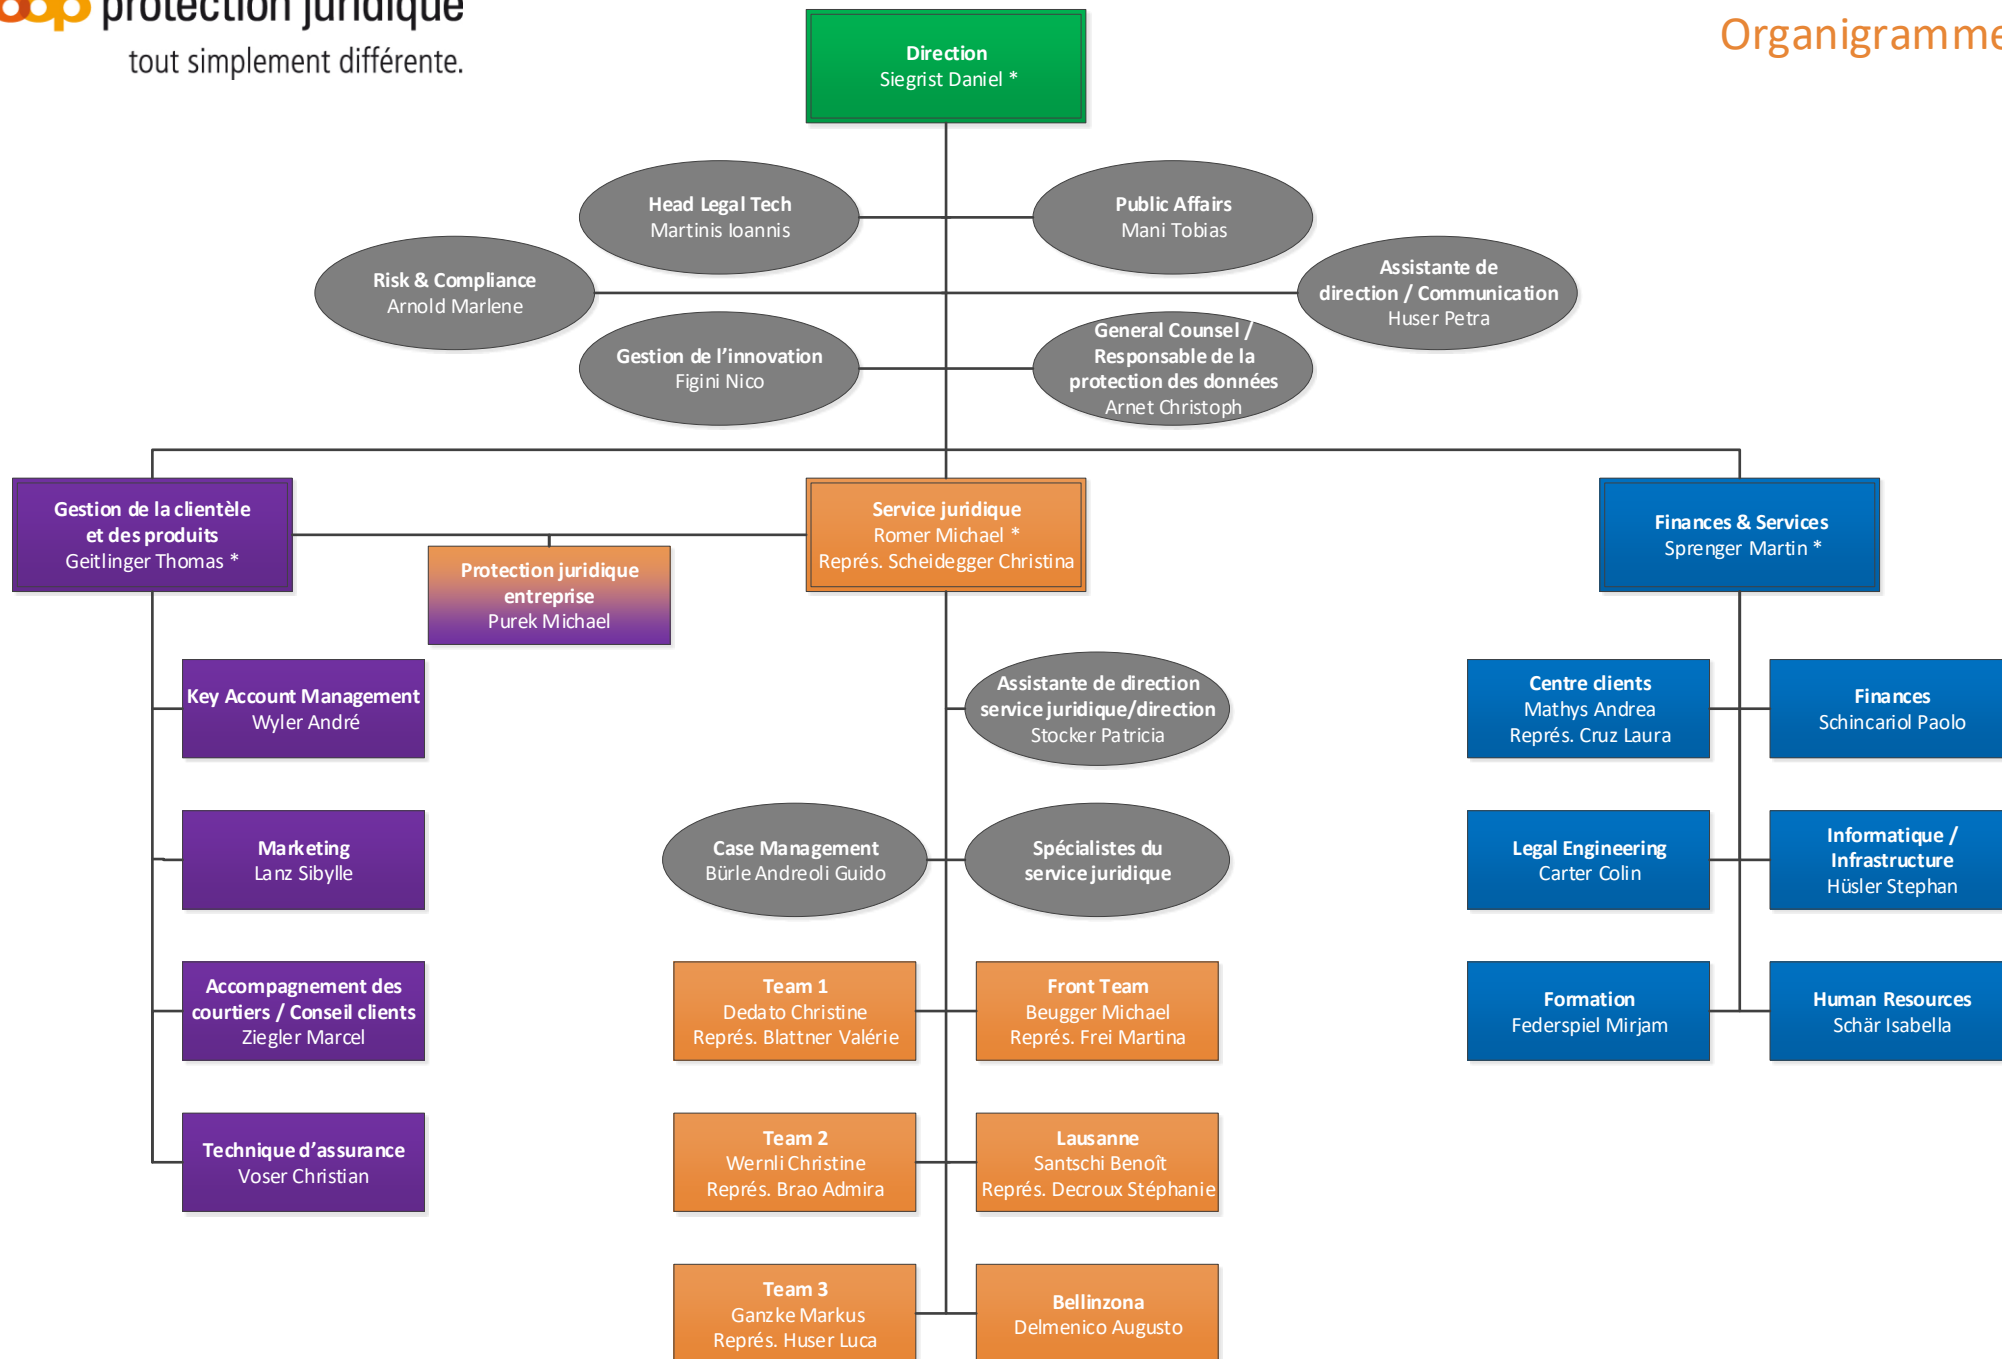 protection juridique
tout simplement différente.
Organigramme
Direction
Siegrist Daniel *
Head Legal Tech
Martinis Ioannis
Public Affairs
Mani Tobias
Risk & Compliance
Arnold Marlene
Assistante de
direction / Communication
Huser Petra
Gestion de l’innovation
Figini Nico
General Counsel /
Responsable de la
protection des données
Arnet Christoph
Gestion de la clientèle
et des produits
Geitlinger Thomas *
Service juridique
Romer Michael *
Représ. Scheidegger Christina
Finances & Services
Sprenger Martin *
Protection juridique
entreprise
Purek Michael
Key Account Management
Wyler André
Assistante de direction
service juridique/direction
Stocker Patricia
Centre clients
Mathys Andrea
Représ. Cruz Laura
Finances
Schincariol Paolo
Marketing
Lanz Sibylle
Case Management
Bürle Andreoli Guido
Spécialistes du
service juridique
Legal Engineering
Carter Colin
Informatique /
Infrastructure
Hüsler Stephan
Accompagnement des
courtiers / Conseil clients
Ziegler Marcel
Team 1
Dedato Christine
Représ. Blattner Valérie
Front Team
Beugger Michael
Représ. Frei Martina
Formation
Federspiel Mirjam
Human Resources
Schär Isabella
Technique d’assurance
Voser Christian
Team 2
Wernli Christine
Représ. Brao Admira
Lausanne
Santschi Benoît
Représ. Decroux Stéphanie
Team 3
Ganzke Markus
Représ. Huser Luca
Bellinzona
Delmenico Augusto